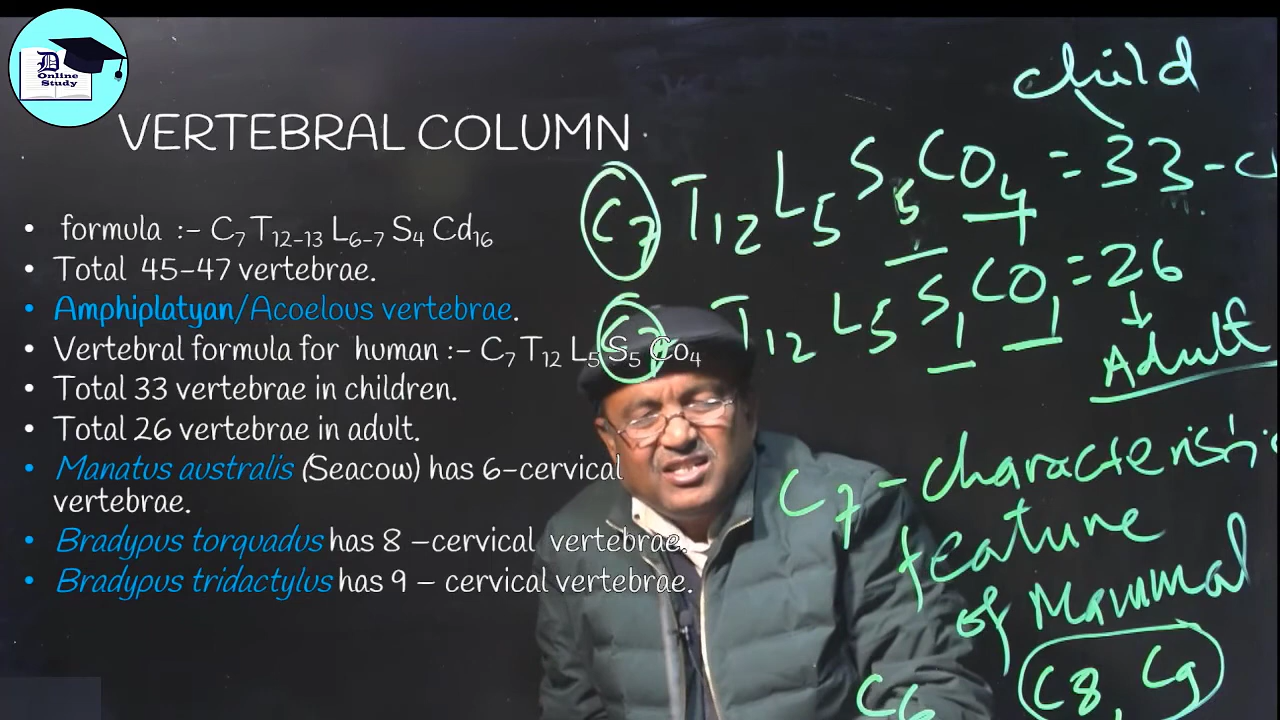 D
Online
Study
VERTEBRAL COLUMN
• formula :- C₇ T₁₂₋₁₃ L₆₋₇ S₄ Cd₁₆
• Total 45-47 vertebrae.
• Amphiplatyan/Acoelous vertebrae.
• Vertebral formula for human :- C₇ T₁₂ L₅ S₅ Co₄
• Total 33 vertebrae in children.
• Total 26 vertebrae in adult.
• Manatus australis (Seacow) has 6-cervical
vertebrae.
• Bradypus torquadus has 8 –cervical vertebrae.
• Bradypus tridactylus has 9 – cervical vertebrae.
child
C₇ T₁₂ L₅ S₅ CO₄ = 33 -
C₇ T₁₂ L₅ S₁ CO₁ = 26
↓
Adult
C7 - characteristic
feature
of Mammal
C6 C8, C9